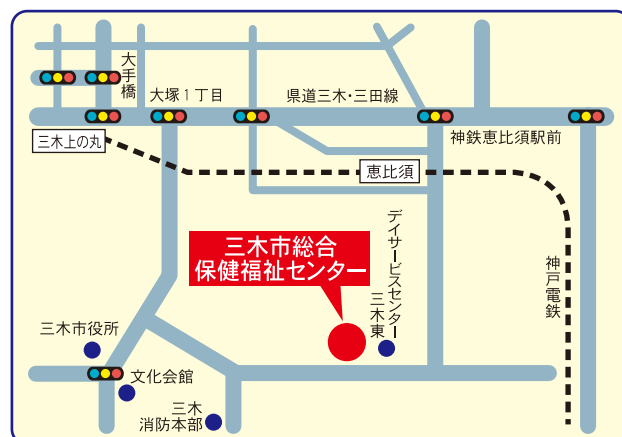 大手橋
大塚1丁目
県道三木・三田線
三木上の丸
神鉄恵比須駅前
恵比須
三木市総合
保健福祉センター
デイサービスセンター
三木東
神戸電鉄
三木市役所
文化会館
三木
消防本部